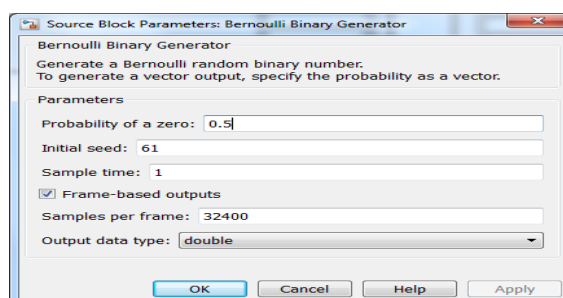 Source Block Parameters: Bernoulli Binary Generator
Bernoulli Binary Generator
Generate a Bernoulli random binary number.
To generate a vector output, specify the probability as a vector.
Parameters
Probability of a zero: 0.5
Initial seed: 61
Sample time: 1
Frame-based outputs
Samples per frame: 32400
Output data type: double
OK Cancel Help Apply